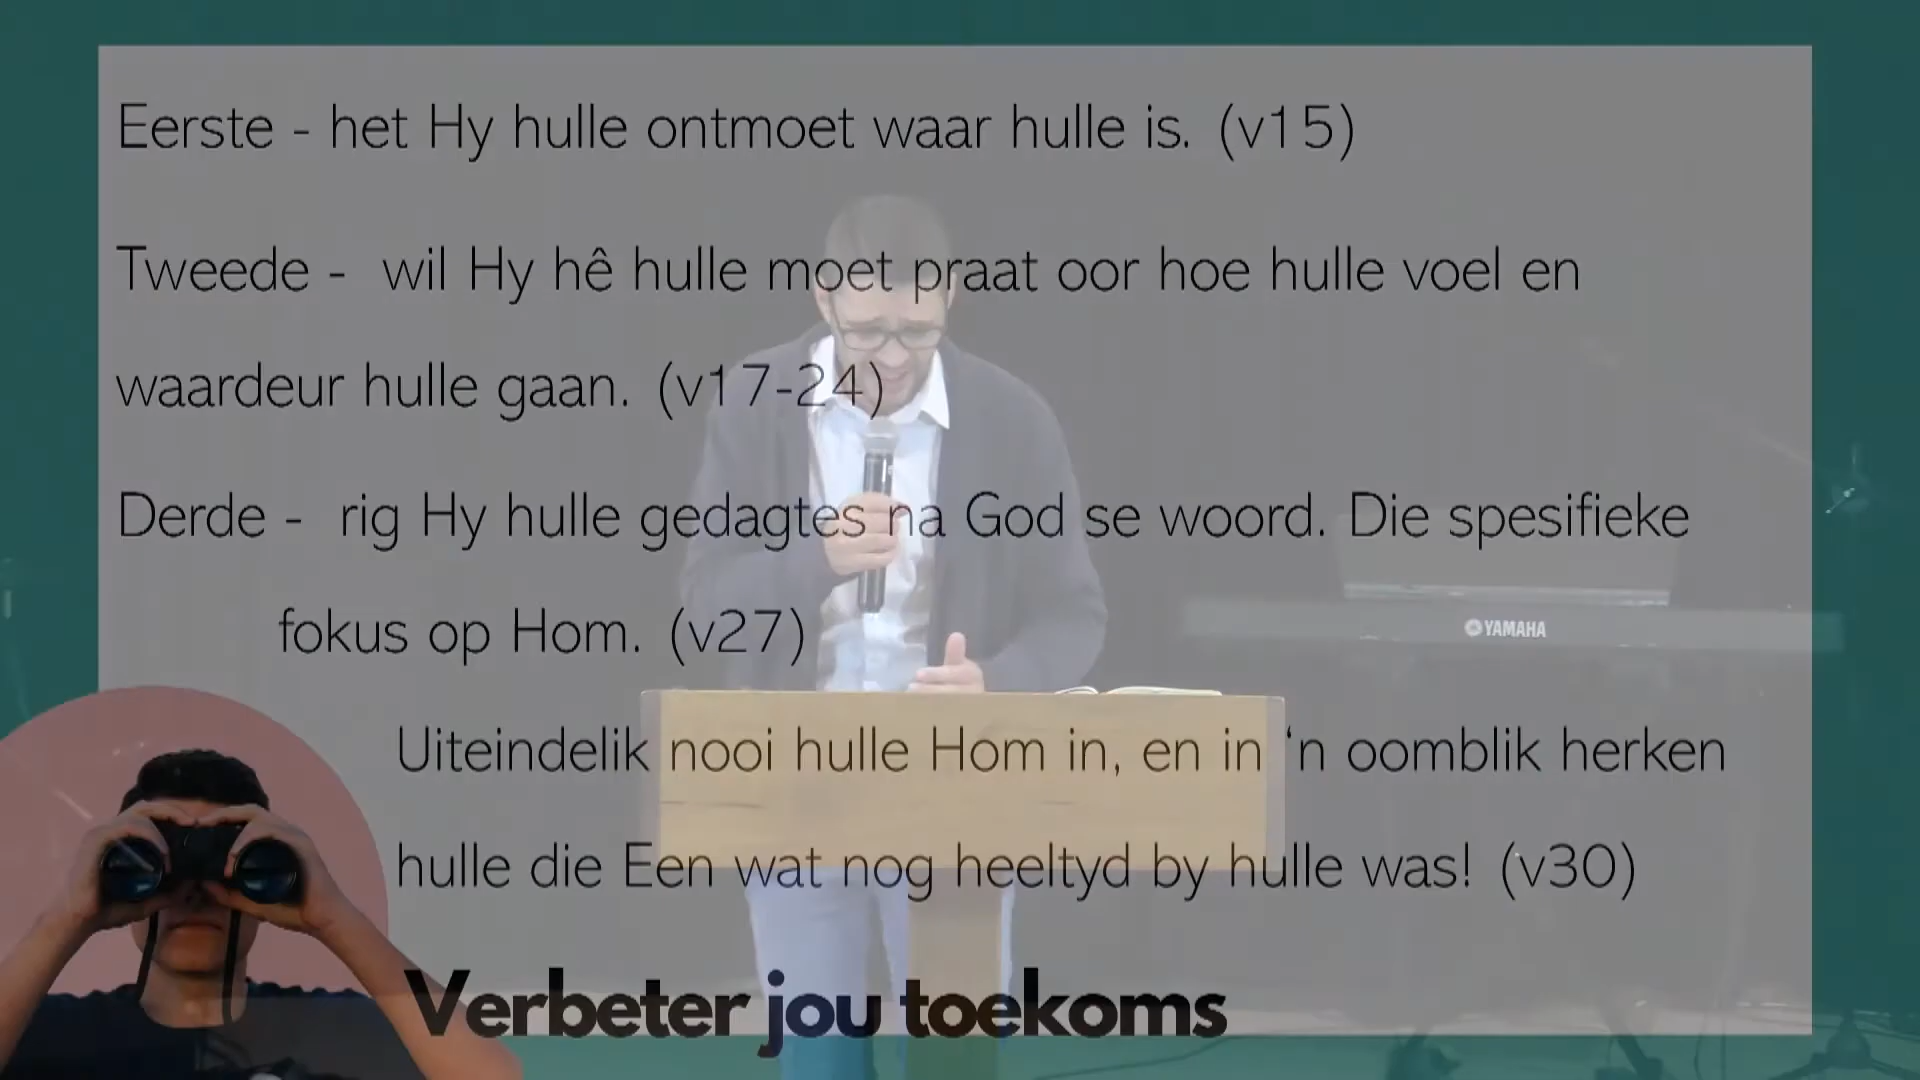 Eerste - het Hy hulle ontmoet waar hulle is. (v15)
Tweede - wil Hy hê hulle moet praat oor hoe hulle voel en
waardeur hulle gaan. (v17-24)
Derde - rig Hy hulle gedagtes na God se woord. Die spesifieke
fokus op Hom. (v27)
YAMAHA
Uiteindelik nooi hulle Hom in, en in ‘n oomblik herken
hulle die Een wat nog heeltyd by hulle was! (v30)
Verbeter jou toekoms